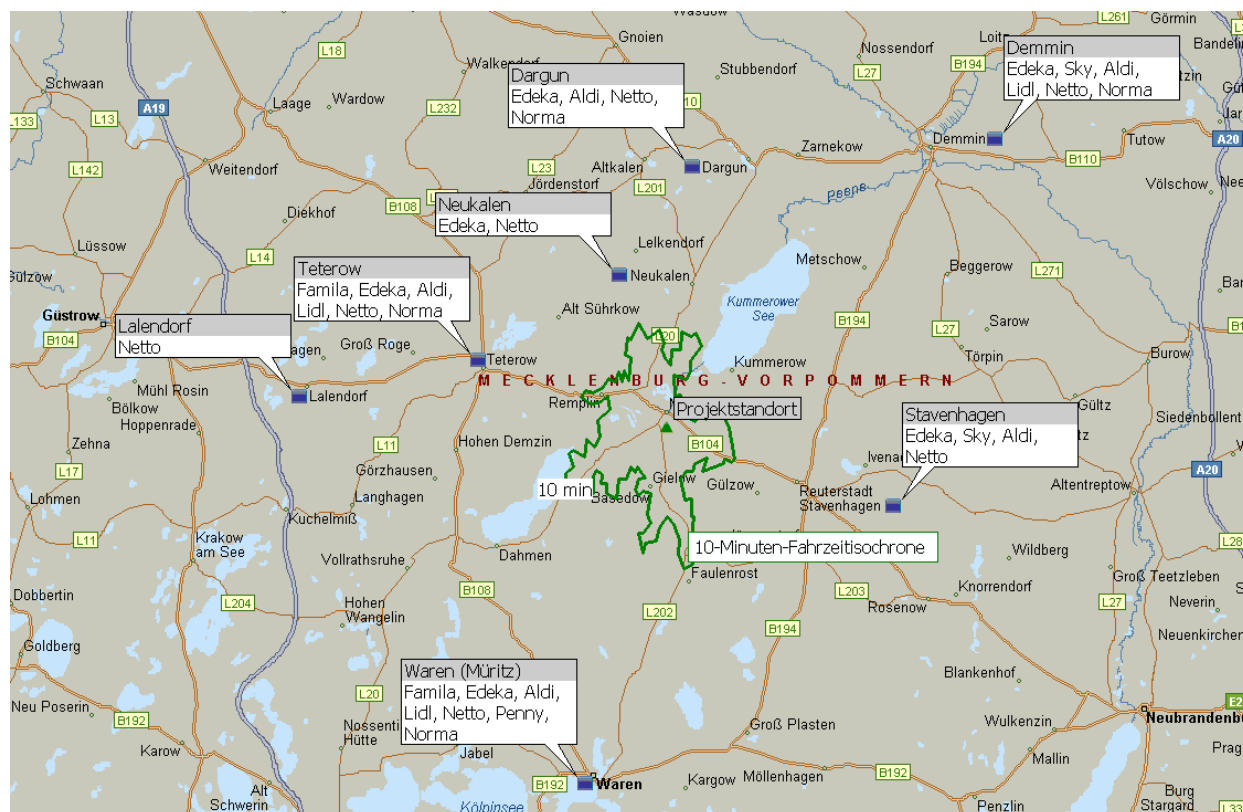 Wasdow
L261
Görmin
L18
Gnoien
Nossendorf
Loitz
Demmin
Edeka, Sky, Aldi,
Lidl, Netto, Norma
Bandelin
Walkendorf
Dargun
Edeka, Aldi, Netto,
Norma
Stubbendorf
L27
B194
Schwaan
A19
Laage
Wardow
L232
L133
L13
Demmin
Tutow
A20
B110
Zarnekow
Weitendorf
L23
Altkalen
Dargun
L142
Jördenstorf
L201
Peene
Völschow
Diekhof
B108
Neukalen
Edeka, Netto
Lüssow
L14
Lelkendorf
Metschow
B190
Beggerow
L271
Gülzow
Teterow
Famila, Edeka, Aldi,
Lidl, Netto, Norma
Neukalen
Kummerower
See
Güstrow
Alt Sührkow
B194
Lalendorf
Netto
L20
L27
Sarow
B104
Groß Roge
Teterow
Kummerow
Törpin
Burow
MECKLENBURG-VORPOMMERN
Mühl Rosin
Lalendorf
Remplin
Bölkow
Projektstandort
Stavenhagen
Edeka, Sky, Aldi,
Netto
Gültz
Hoppenrade
Siedenbollent
Zehna
Hohen Demzin
B104
L11
L17
Görzhausen
Gielow
A20
10 min
Basedow
Gülzow
Reuterstadt
Stavenhagen
Altentreptow
Lohmen
Langhagen
Kuchelmiß
L11
Krakow
am See
Dahmen
10-Minuten-Fahrzeitisochrone
Vollrathsruhe
Wildberg
Faulenrost
Groß Teetzleben
Dobbertin
L204
B108
L202
L203
Knorrendorf
L27
Hohen
Wangelin
Rosenow
Neverin
Goldberg
B194
Neuenkirchen
Waren (Müritz)
Famila, Edeka, Aldi,
Lidl, Netto, Penny,
Norma
Blankenhof
L20
Neu Poserin
B192
Nossenti
Hütte
Groß Plasten
Wulkenzin
Neubrandenbu
Karow
Jabel
Mallin
Möllenhagen
Alt
Schwerin
B192
Waren
Kargow
B192
Penzlin
Burg
Stargard
Kölpinsee
L33